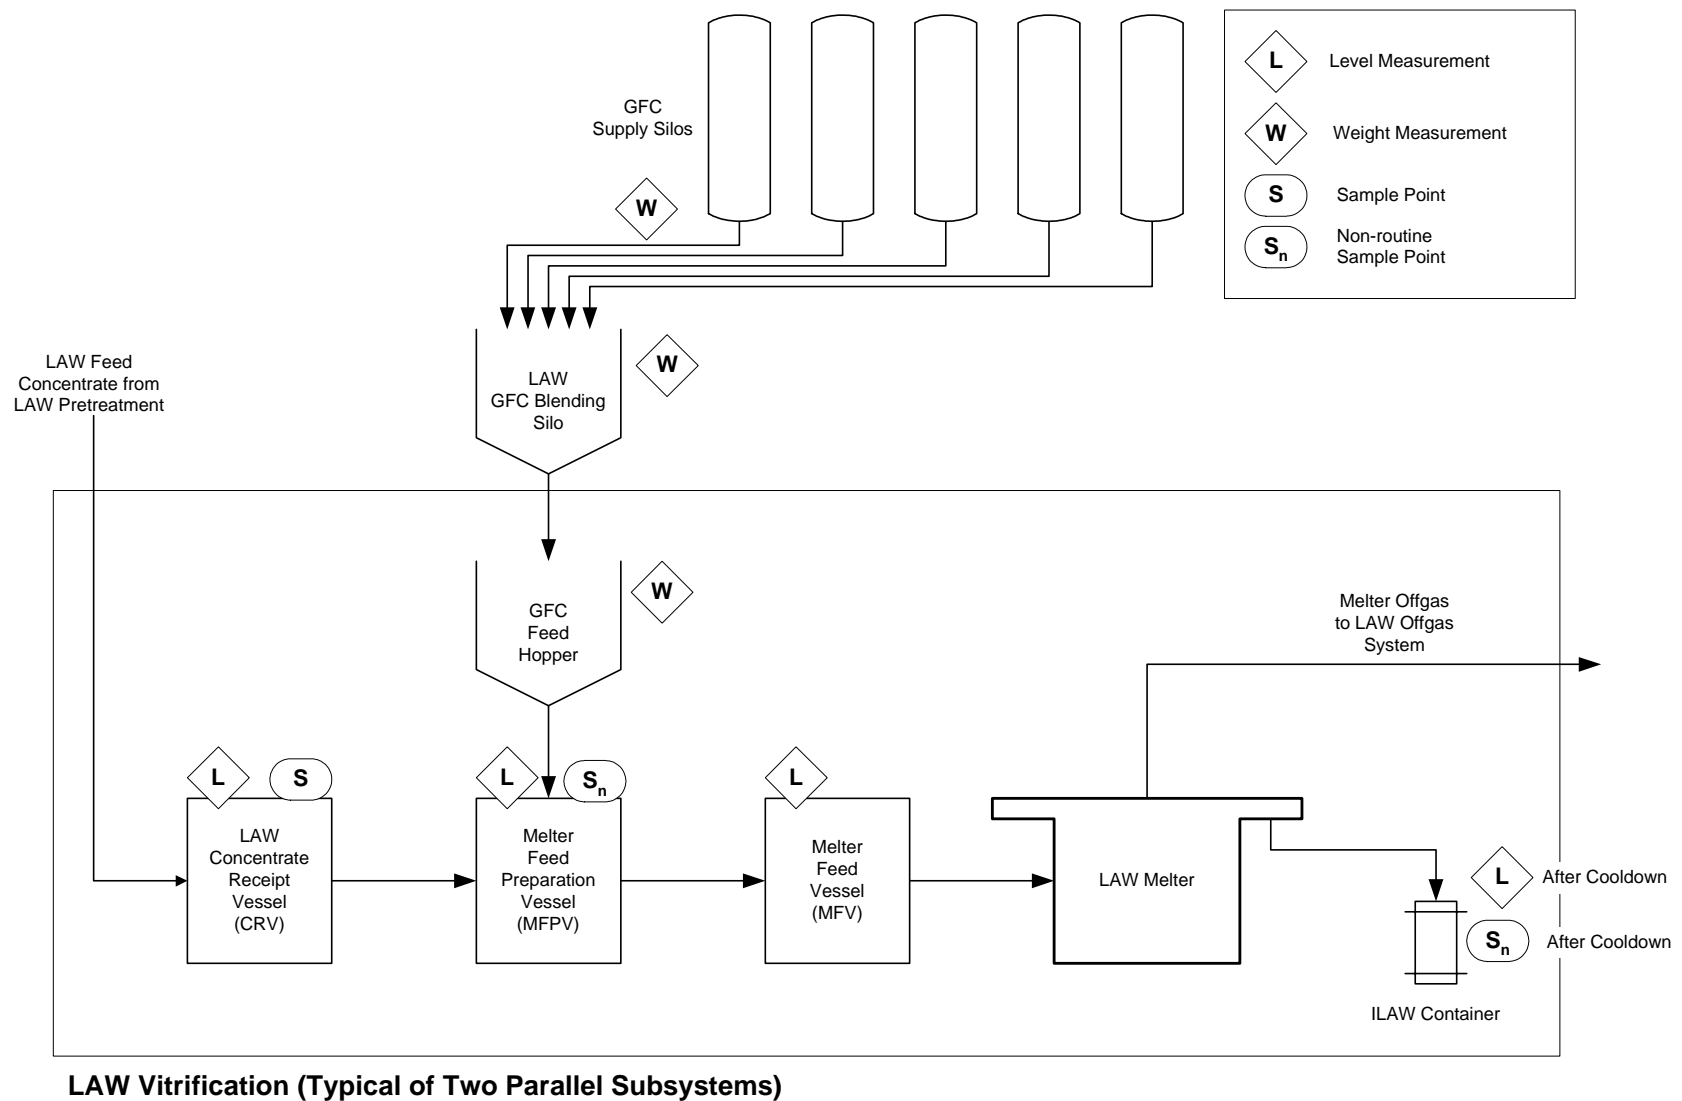 L
Level Measurement
GFC
Supply Silos
W
Weight Measurement
S
Sample Point
W
Sn
Non-routine
Sample Point
LAW Feed
Concentrate from
LAW Pretreatment
LAW
GFC Blending
Silo
W
GFC
Feed
Hopper
W
Melter Offgas
to LAW Offgas
System
L
S
LAW
Concentrate
Receipt
Vessel
(CRV)
L
Sn
Melter
Feed
Preparation
Vessel
(MFPV)
L
Melter
Feed
Vessel
(MFV)
LAW Melter
L
After Cooldown
Sn
After Cooldown
ILAW Container
LAW Vitrification (Typical of Two Parallel Subsystems)